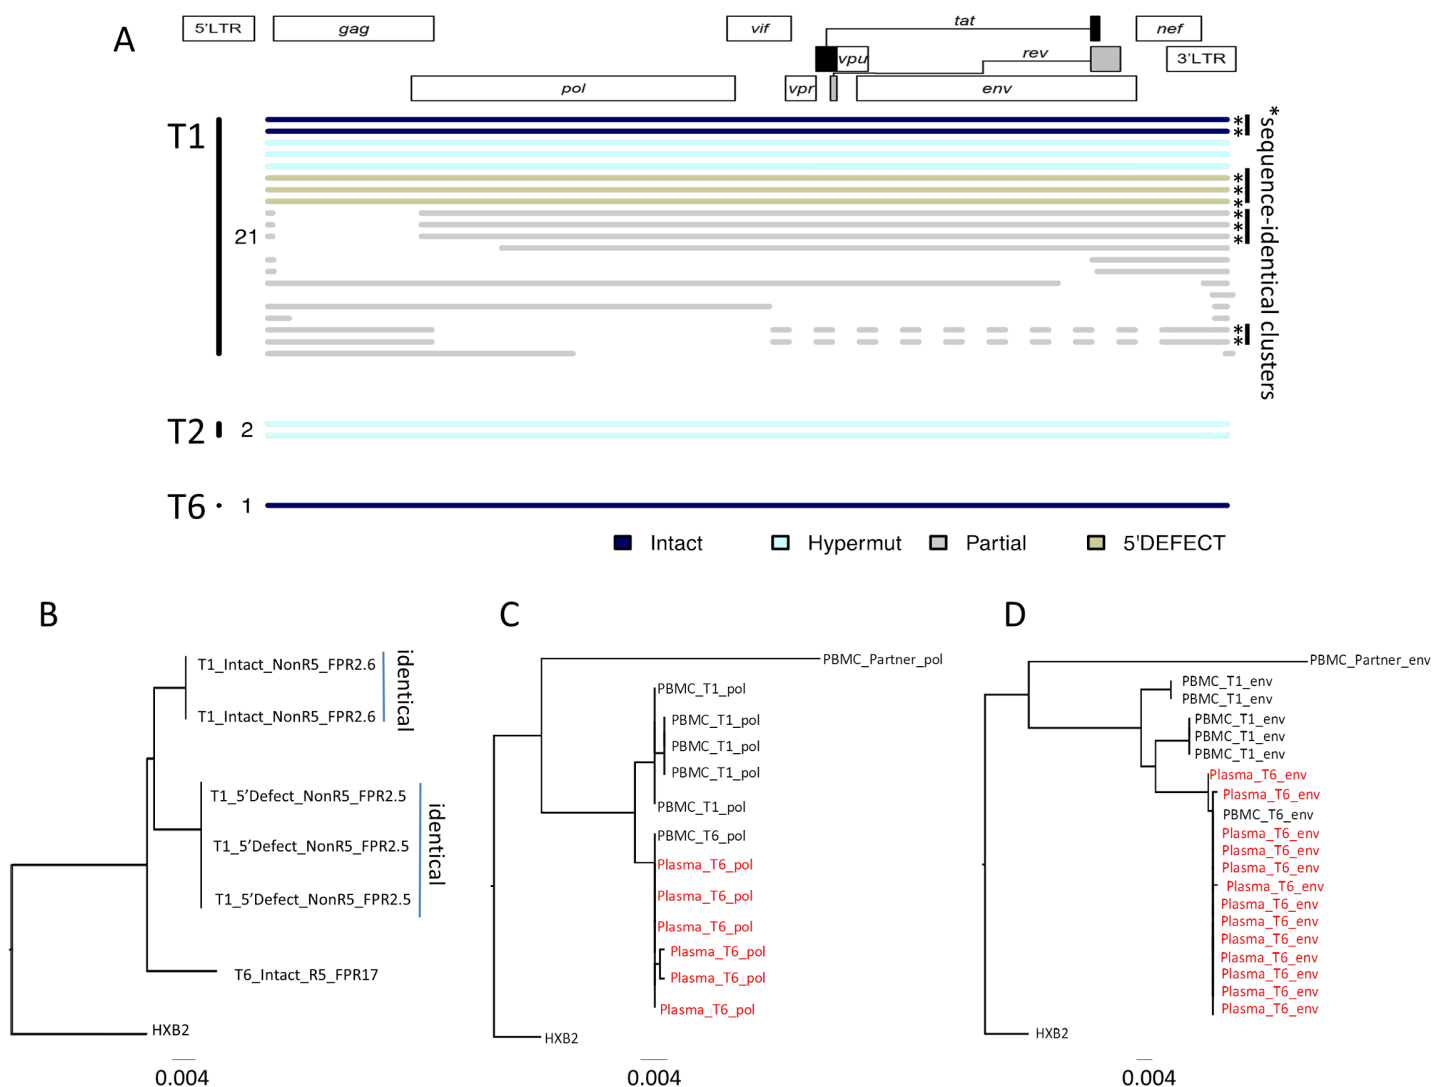 A
5'LTR
gag
vif
tat
nef
vpu
rev
3'LTR
pol
vpr
env
T1
21
*
*
*
*
*
*
*
*
*
*
*sequence-identical clusters
T2
2
T6
1
Intact
Hypermut
Partial
5'DEFECT
B
T1_Intact_NonR5_FPR2.6
T1_Intact_NonR5_FPR2.6
identical
T1_5'Defect_NonR5_FPR2.5
T1_5'Defect_NonR5_FPR2.5
T1_5'Defect_NonR5_FPR2.5
identical
T6_Intact_R5_FPR17
HXB2
0.004
C
PBMC_Partner_pol
PBMC_T1_pol
PBMC_T1_pol
PBMC_T1_pol
PBMC_T1_pol
PBMC_T1_pol
PBMC_T6_pol
Plasma_T6_pol
Plasma_T6_pol
Plasma_T6_pol
Plasma_T6_pol
Plasma_T6_pol
Plasma_T6_pol
HXB2
0.004
D
PBMC_Partner_env
PBMC_T1_env
PBMC_T1_env
PBMC_T1_env
PBMC_T1_env
PBMC_T1_env
Plasma_T6_env
Plasma_T6_env
PBMC_T6_env
Plasma_T6_env
Plasma_T6_env
Plasma_T6_env
Plasma_T6_env
Plasma_T6_env
Plasma_T6_env
Plasma_T6_env
Plasma_T6_env
Plasma_T6_env
Plasma_T6_env
Plasma_T6_env
HXB2
0.004